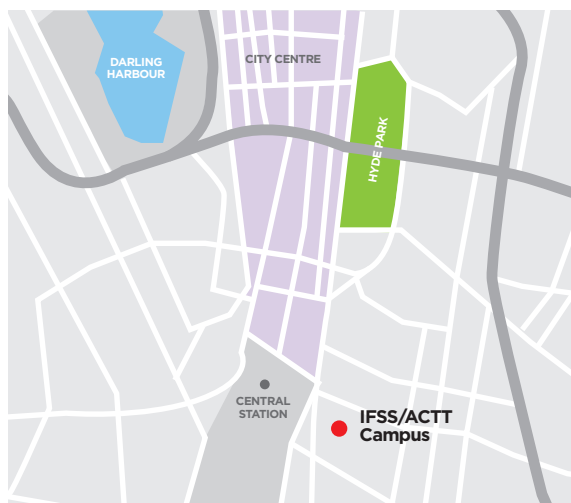 DARLING
HARBOUR
CITY CENTRE
HYDE PARK
CENTRAL
STATION
IFSS/ACTT
Campus